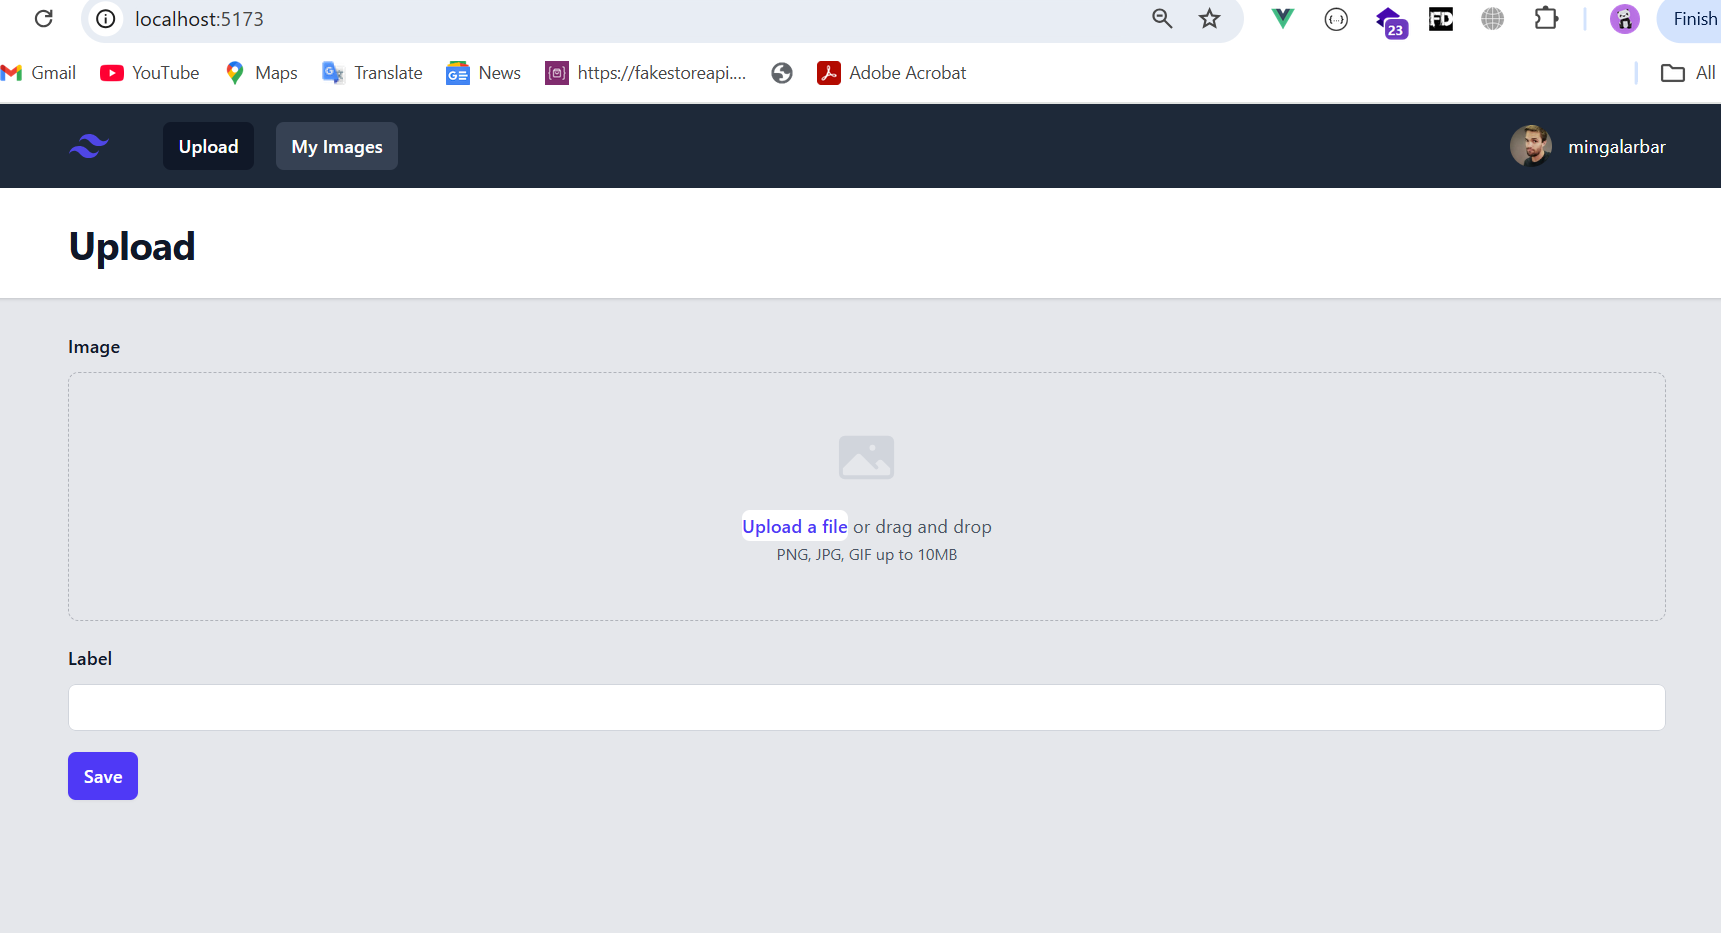 localhost:5173
23
FD
Finish
Gmail
YouTube
Maps
Translate
News
https://fakestoreapi....
Adobe Acrobat
All
Upload
My Images
mingalarbar
Upload
Image
Upload a file or drag and drop
PNG, JPG, GIF up to 10MB
Label
Save